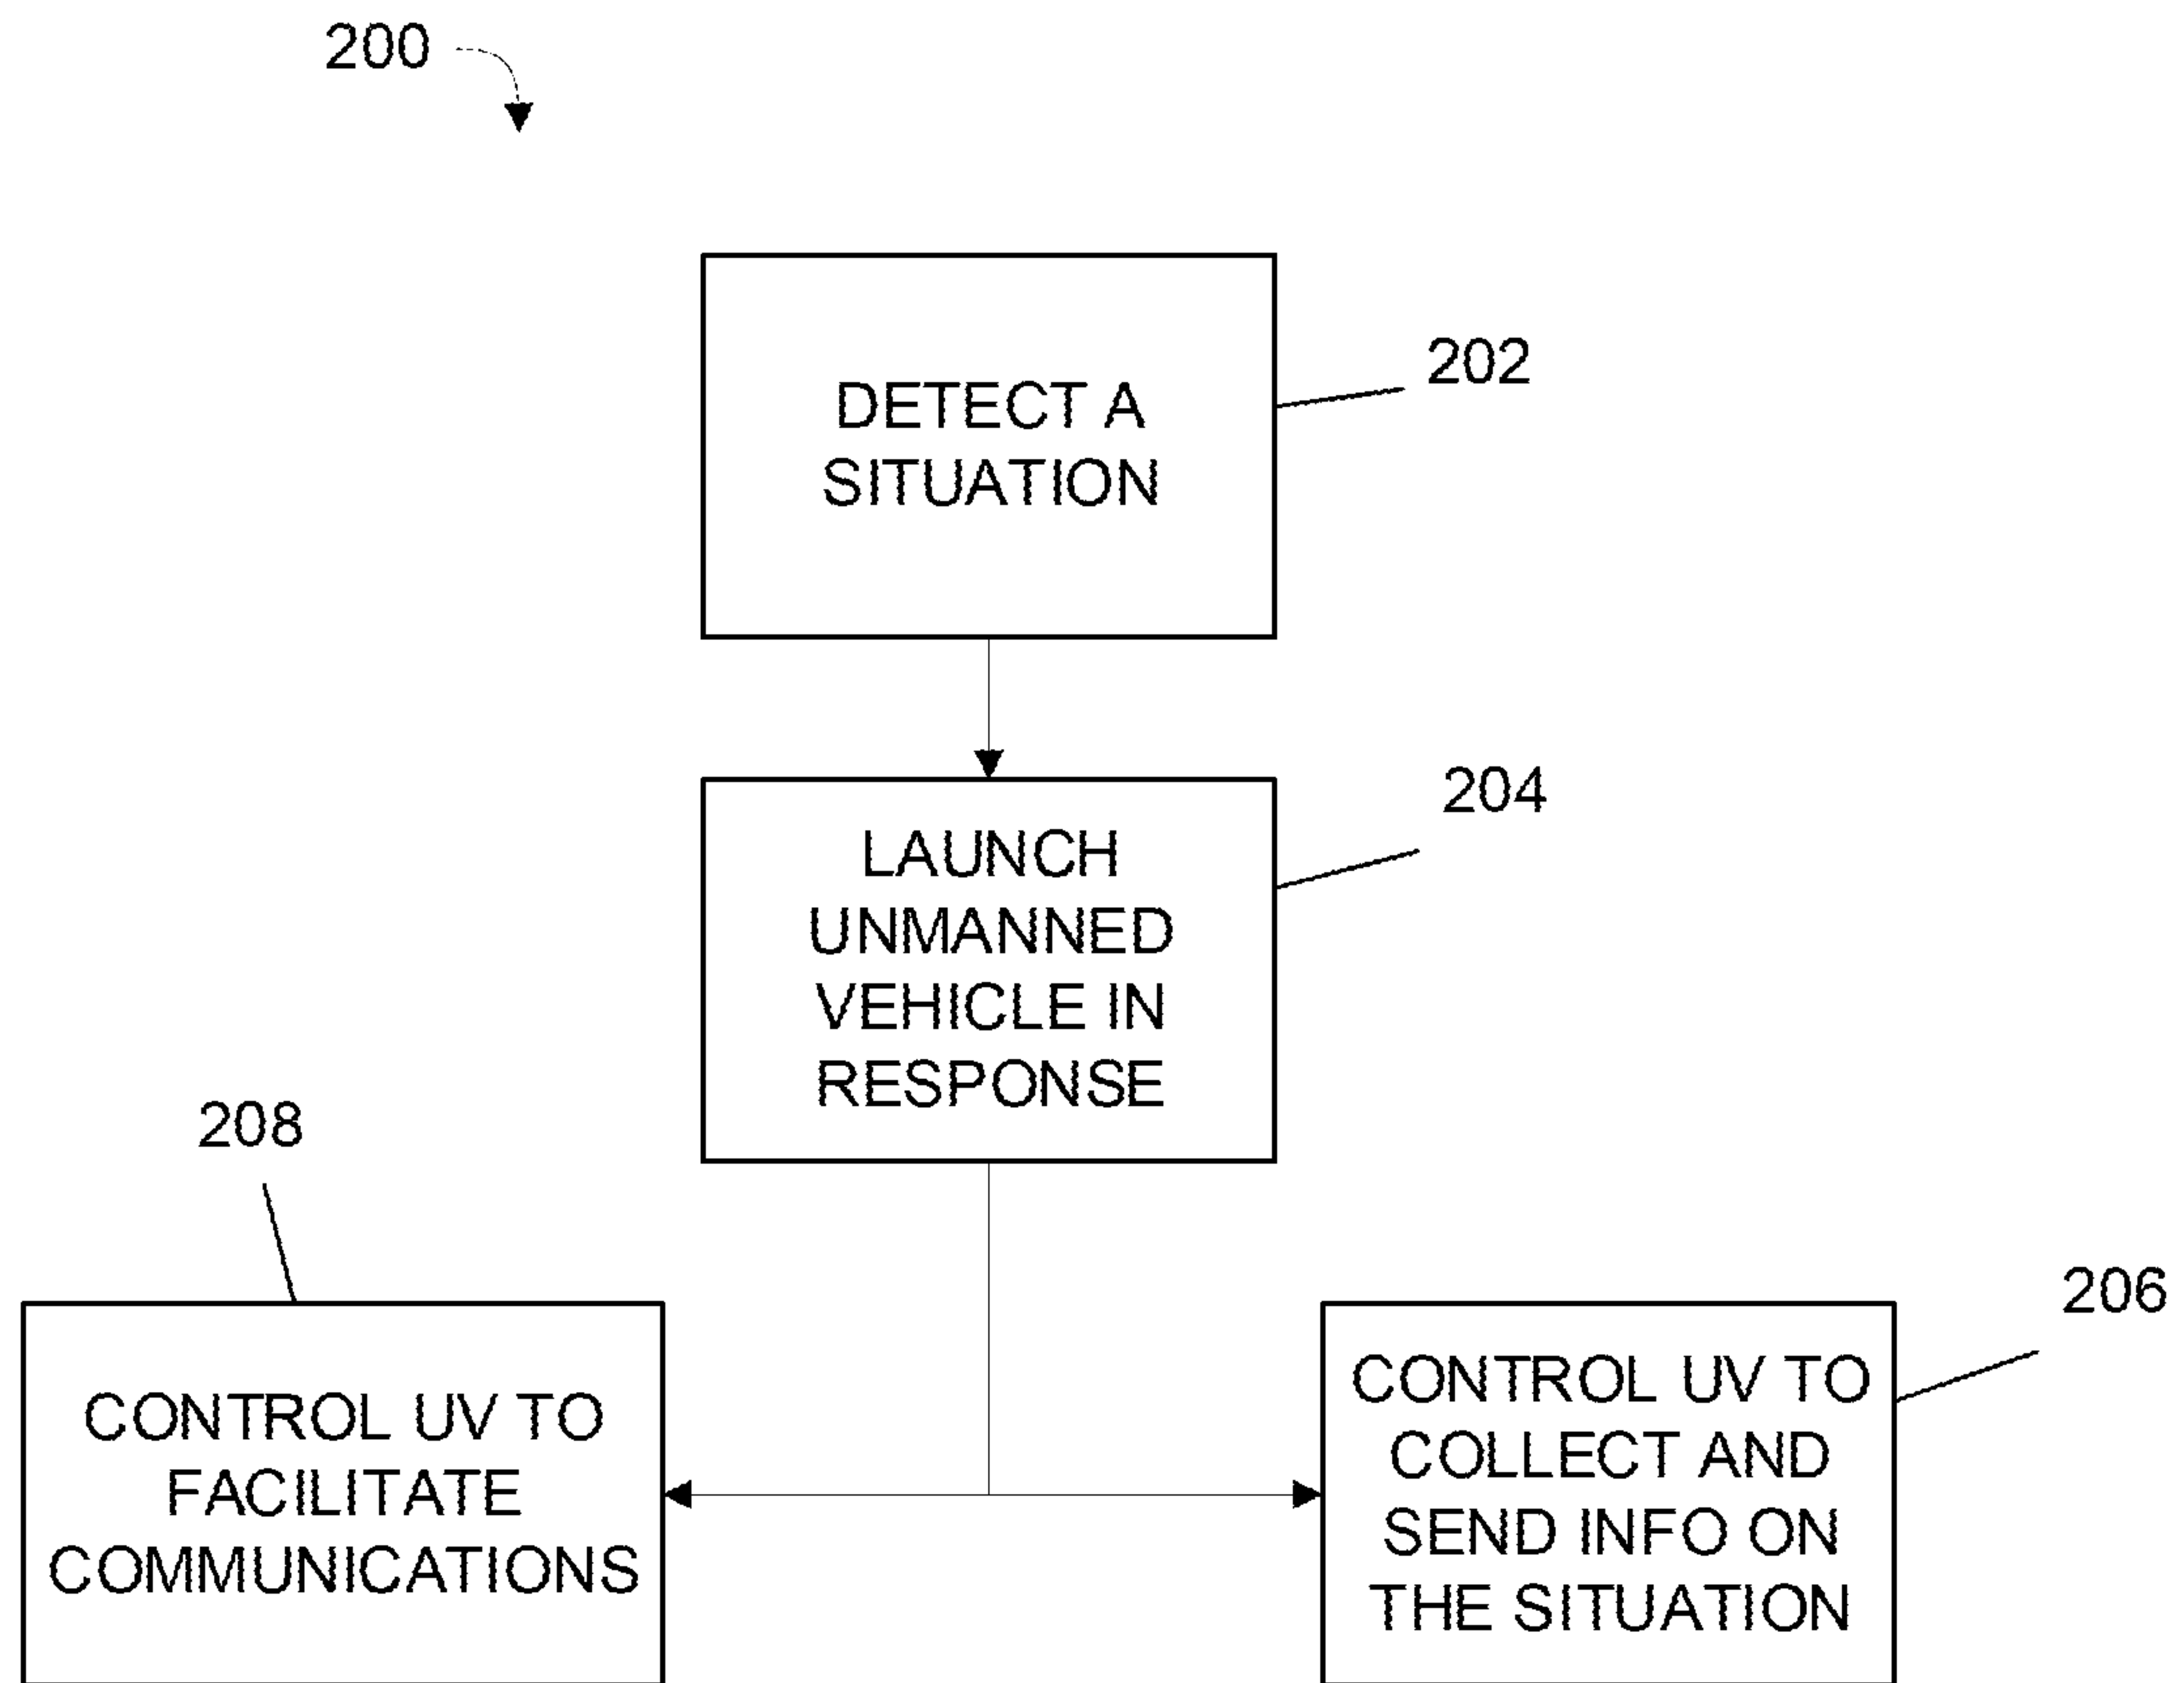 200
DETECT A
SITUATION
202
LAUNCH
UNMANNED
VEHICLE IN
RESPONSE
204
208
CONTROL UV TO
FACILITATE
COMMUNICATIONS
206
CONTROL UV TO
COLLECT AND
SEND INFO ON
THE SITUATION